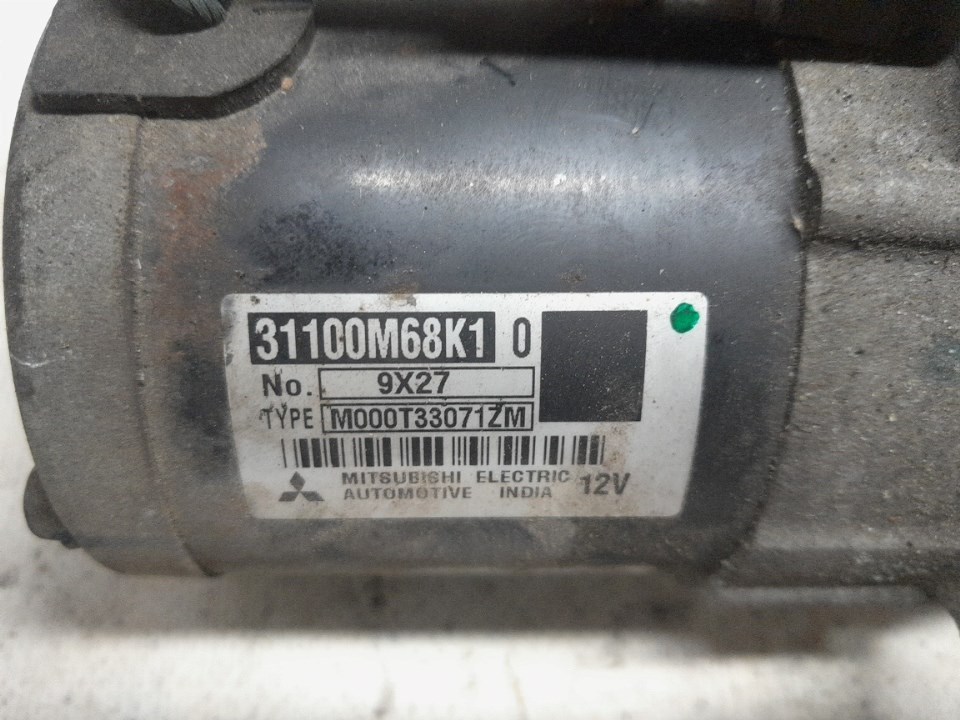 31100M68K1 0
No. 9X27
TYPE M000T33071ZM
MITSUBISHI ELECTRIC
AUTOMOTIVE INDIA 12V